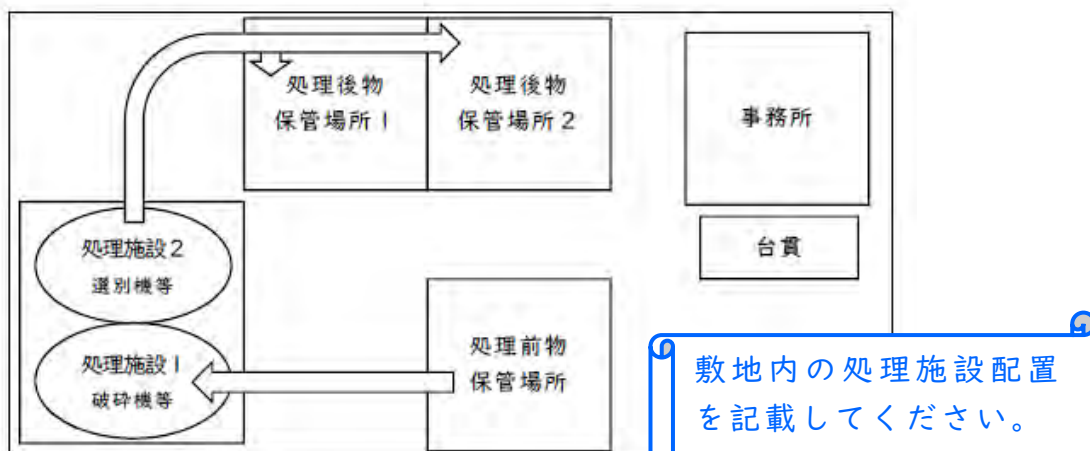 処理後物
保管場所1
処理後物
保管場所2
事務所
台貫
処理施設2
選別機等
処理施設1
破砕機等
処理前物
保管場所
敷地内の処理施設配置
を記載してください。